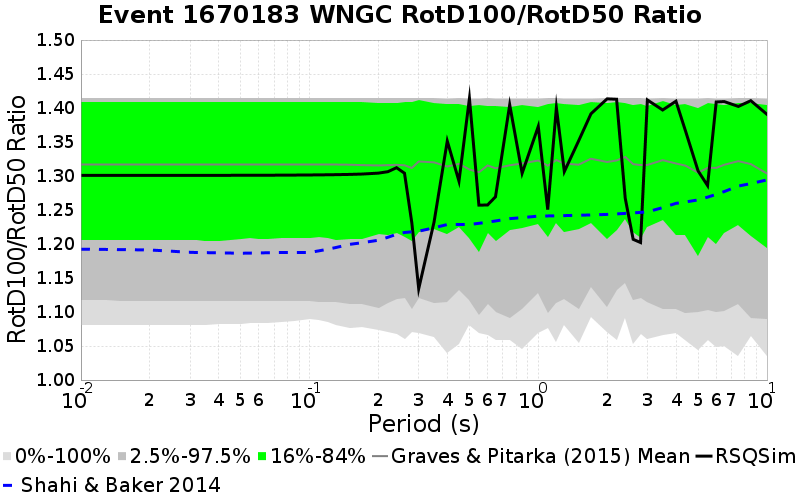 Event 1670183 WNGC RotD100/RotD50 Ratio
RotD100/RotD50 Ratio
1.50
1.45
1.40
1.35
1.30
1.25
1.20
1.15
1.10
1.05
1.00
10^-2 2 3 4 5 6 10^-1 2 3 4 5 6 7 10^0 2 3 4 5 6 7 10^1
Period (s)
0%-100% 2.5%-97.5% 16%-84% Graves & Pitarka (2015) Mean RSQSim
Shahi & Baker 2014